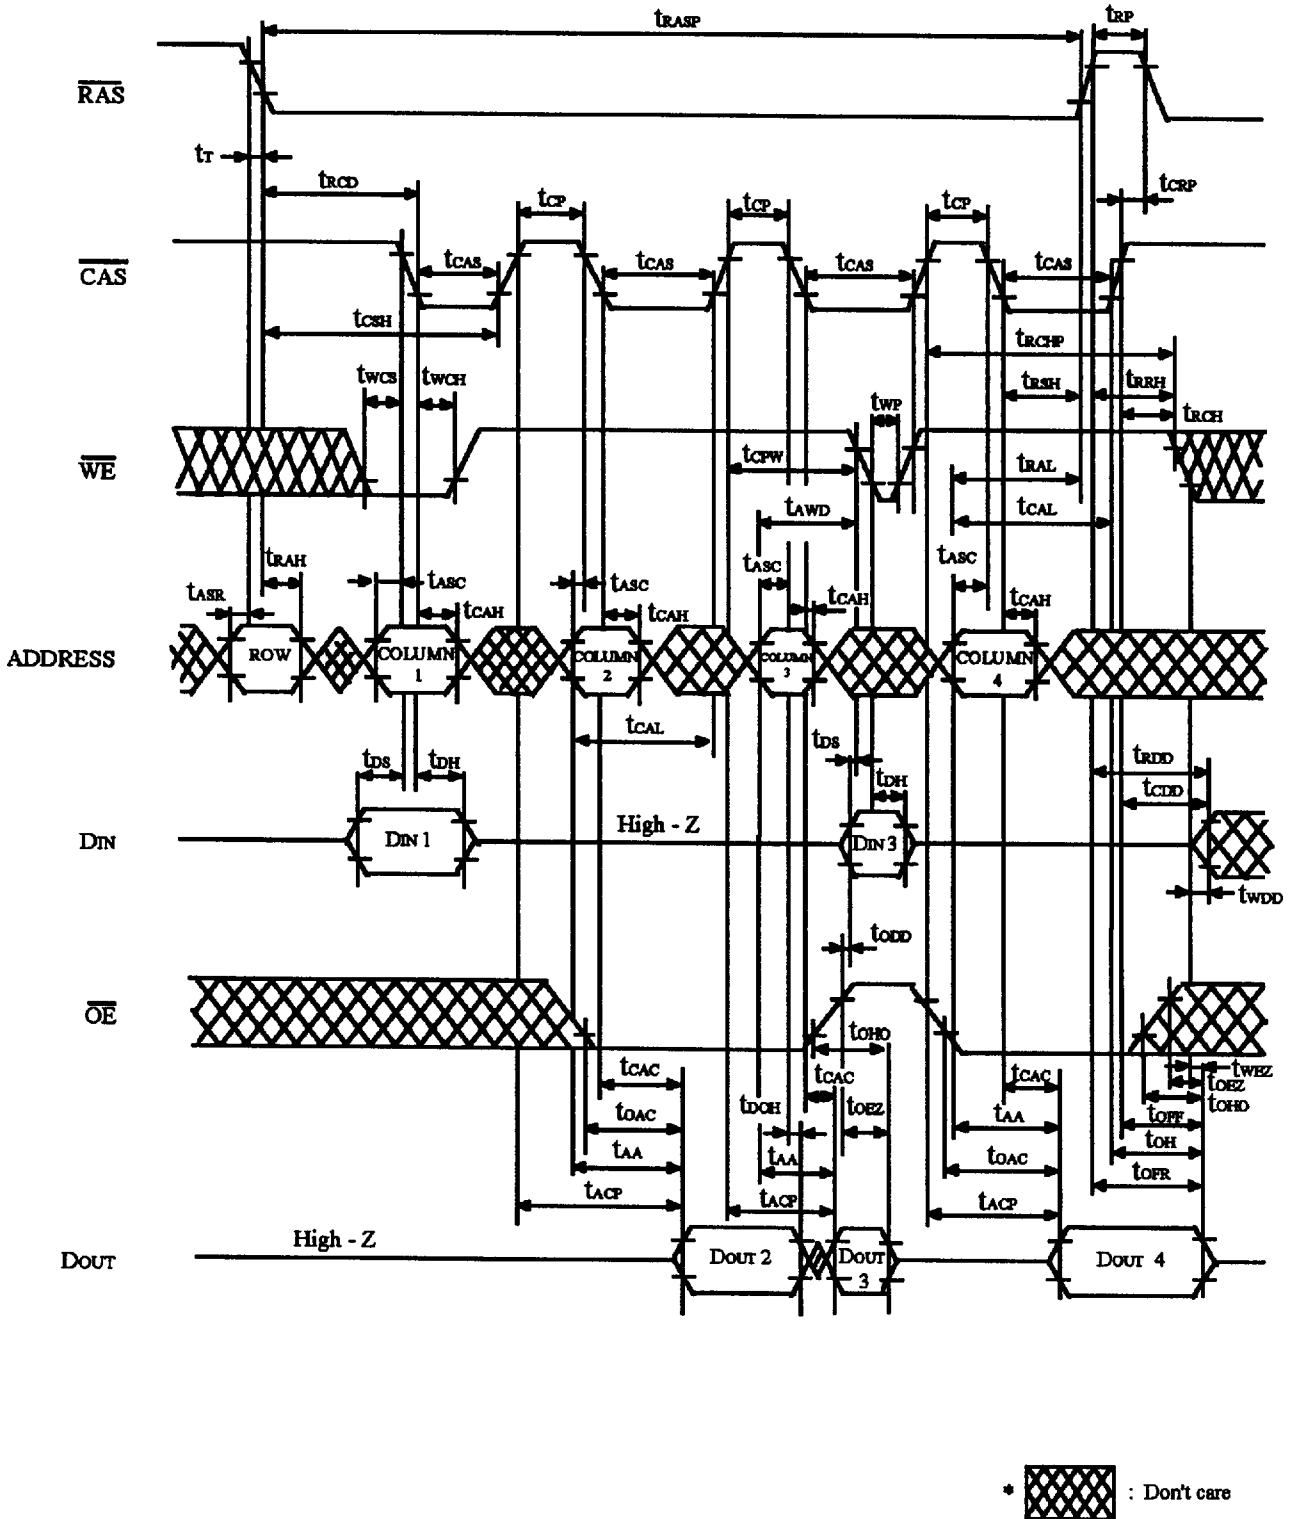 tRASP
tRP
RAS
tT
tRCD
tCRP
tCP
tCP
tCP
CAS
tCAS
tCAS
tCAS
tCAS
tCSH
tRCHP
tWCS
tWCH
tRSH
tRRH
tWP
tRCH
WE
tCPW
tRAL
tAWD
tCAL
tRAH
tASR
tASC
tASC
tASC
tASC
tCAH
tCAH
tCAH
tCAH
ADDRESS
ROW
COLUMN 1
COLUMN 2
COLUMN 3
COLUMN 4
tCAL
tDS
tDH
tDS
tDH
tRDD
tCDD
DIN
DIN 1
High - Z
DIN 3
tWDD
tODD
OE
tOHO
tWEZ
tCAC
tCAC
tCAC
tOEZ
tOHO
tOAC
tDOH
tOEZ
tAA
tOFF
tAA
tAA
tOAC
tOH
tACP
tACP
tACP
tOFR
High - Z
DOUT
DOUT 2
DOUT 3
DOUT 4
* : Don't care